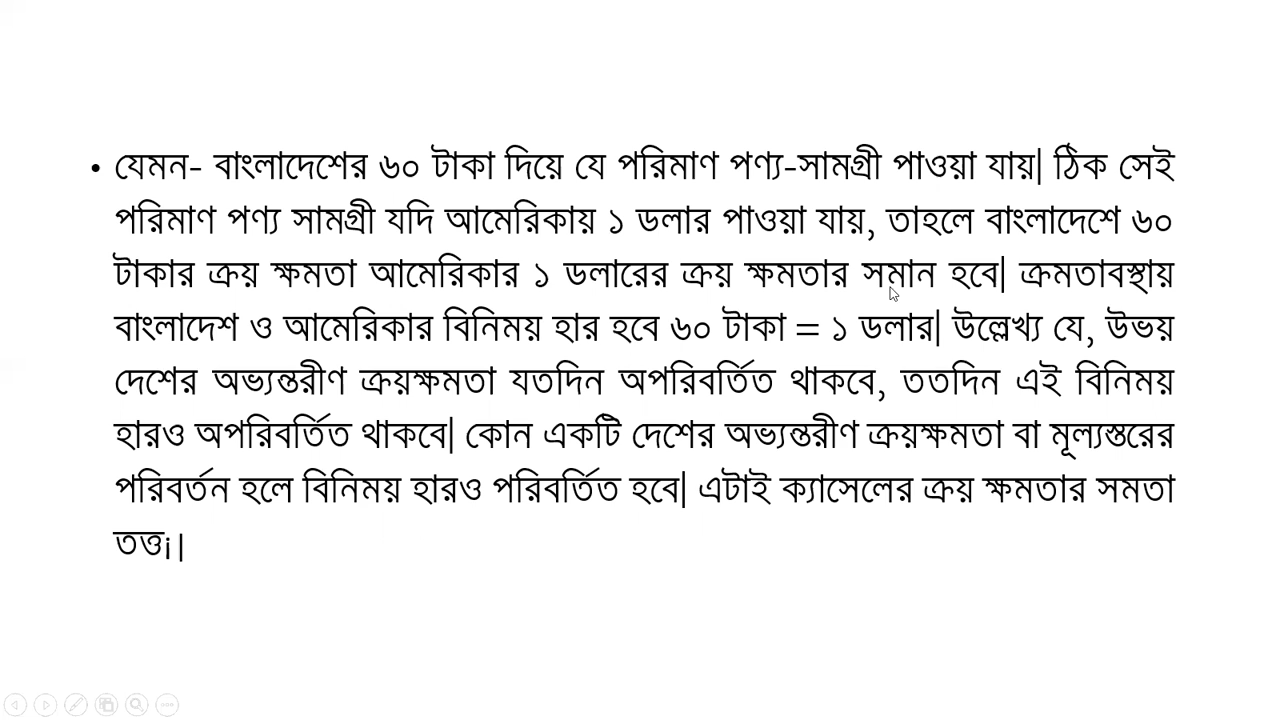 • যেমন- বাংলাদেশের ৬০ টাকা দিয়ে যে পরিমাণ পণ্য-সামগ্রী পাওয়া যায়| ঠিক সেই
পরিমাণ পণ্য সামগ্রী যদি আমেরিকায় ১ ডলার পাওয়া যায়, তাহলে বাংলাদেশে ৬০
টাকার ক্রয় ক্ষমতা আমেরিকার ১ ডলারের ক্রয় ক্ষমতার সমান হবে| ক্রমতাবস্থায়
বাংলাদেশ ও আমেরিকার বিনিময় হার হবে ৬০ টাকা = ১ ডলার| উল্লেখ্য যে, উভয়
দেশের অভ্যন্তরীণ ক্রয়ক্ষমতা যতদিন অপরিবর্তিত থাকবে, ততদিন এই বিনিময়
হারও অপরিবর্তিত থাকবে| কোন একটি দেশের অভ্যন্তরীণ ক্রয়ক্ষমতা বা মূল্যস্তরের
পরিবর্তন হলে বিনিময় হারও পরিবর্তিত হবে| এটাই ক্যাসেলের ক্রয় ক্ষমতার সমতা
তত্ত¡।